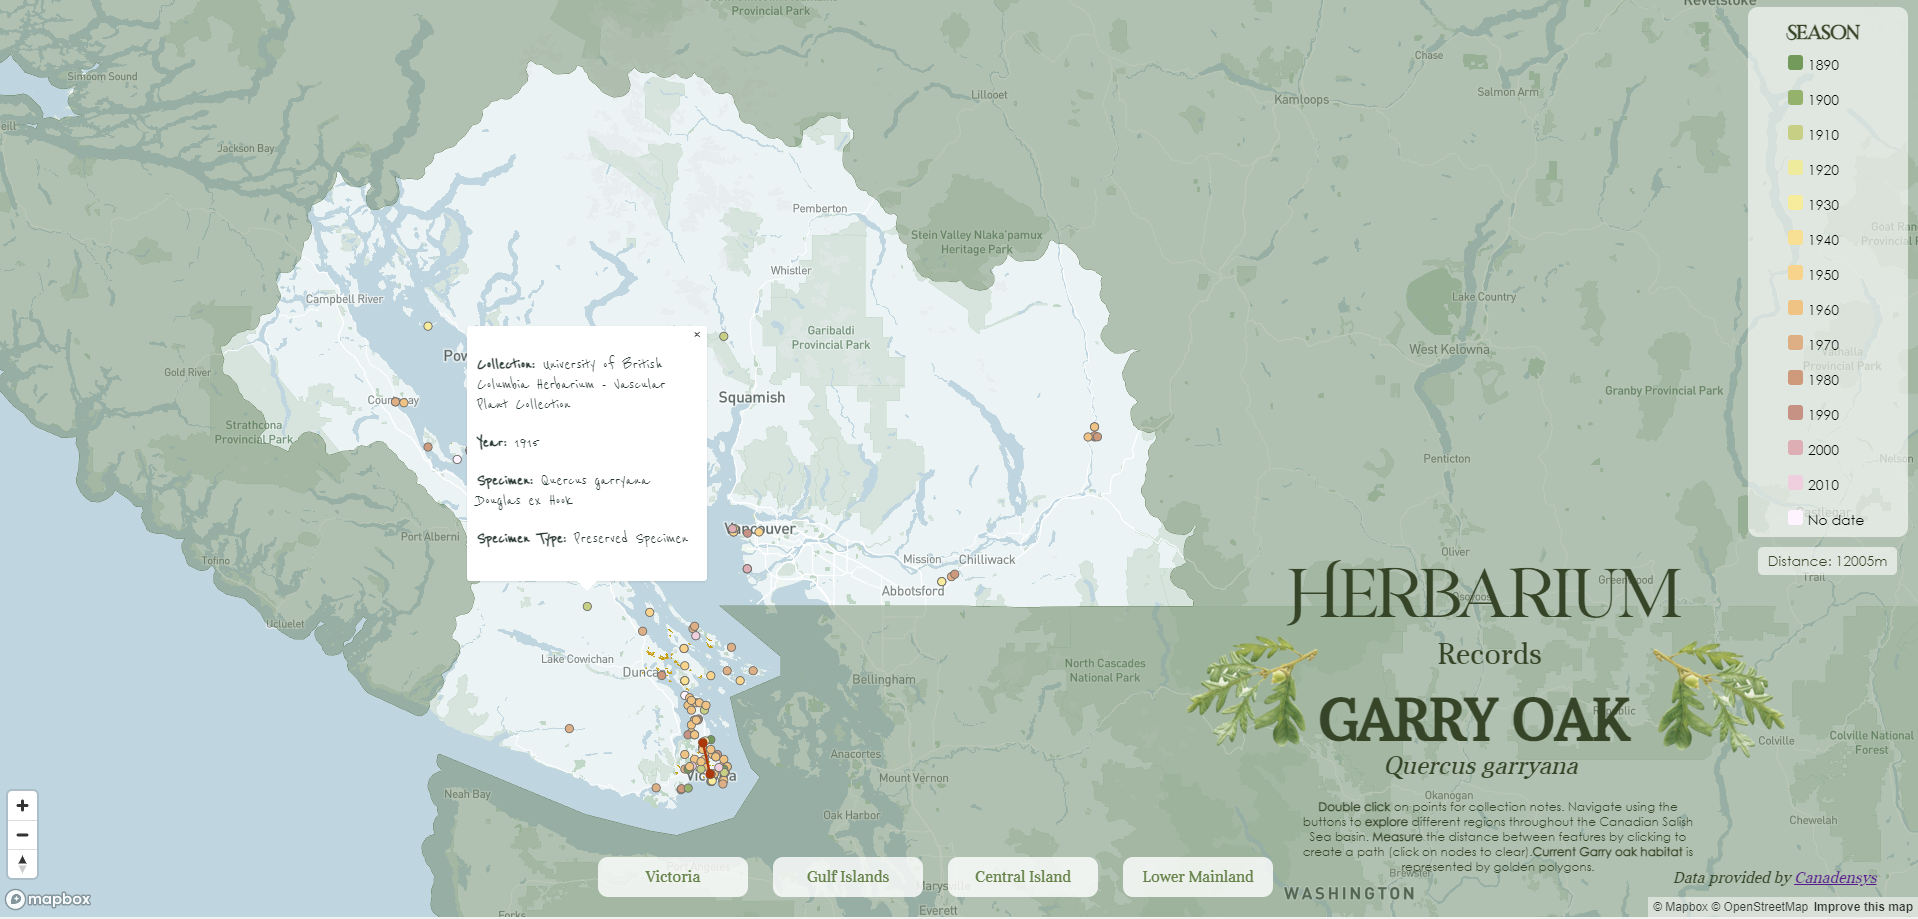 Provincial Park
Revelstoke
Simoom Sound
Jackson Bay
Lillooet
Chase
Kamloops
Salmon Arm
Pemberton
Stein Valley Nlaka'pamux
Heritage Park
Whistler
Campbell River
Garibaldi
Provincial Park
Gold River
Squamish
Strathcona
Provincial Park
Lake Country
West Kelowna
Granby Provincial Park
Valhalla
Provincial Park
Penticton
Nelson
Port Alberni
Tofino
Ucluelet
Vancouver
Mission
Chilliwack
Abbotsford
Oliver
Trail
Castlegar
Lake Cowichan
Bellingham
North Cascades
National Park
Anacortes
Mount Vernon
Oak Harbor
Neah Bay
Everett
Forks
Okanogan
Colville
Colville National
Forest
Chewelah
WASHINGTON
×
Collection: University of British
Columbia Herbarium - Vascular
Plant Collection
Year: 1915
Specimen: Quercus garryana
Douglas ex Hook
Specimen Type: Preserved Specimen
SEASON
1890
1900
1910
1920
1930
1940
1950
1960
1970
1980
1990
2000
2010
No date
Distance: 12005m
HERBARIUM
Records
GARRY OAK
Quercus garryana
Double click on points for collection notes. Navigate using the
buttons to explore different regions throughout the Canadian Salish
Sea basin. Measure the distance between features by clicking to
create a path (click on nodes to clear).Current Garry oak habitat is
represented by golden polygons.
Data provided by Canadensys
Victoria
Gulf Islands
Central Island
Lower Mainland
mapbox
© Mapbox © OpenStreetMap Improve this map